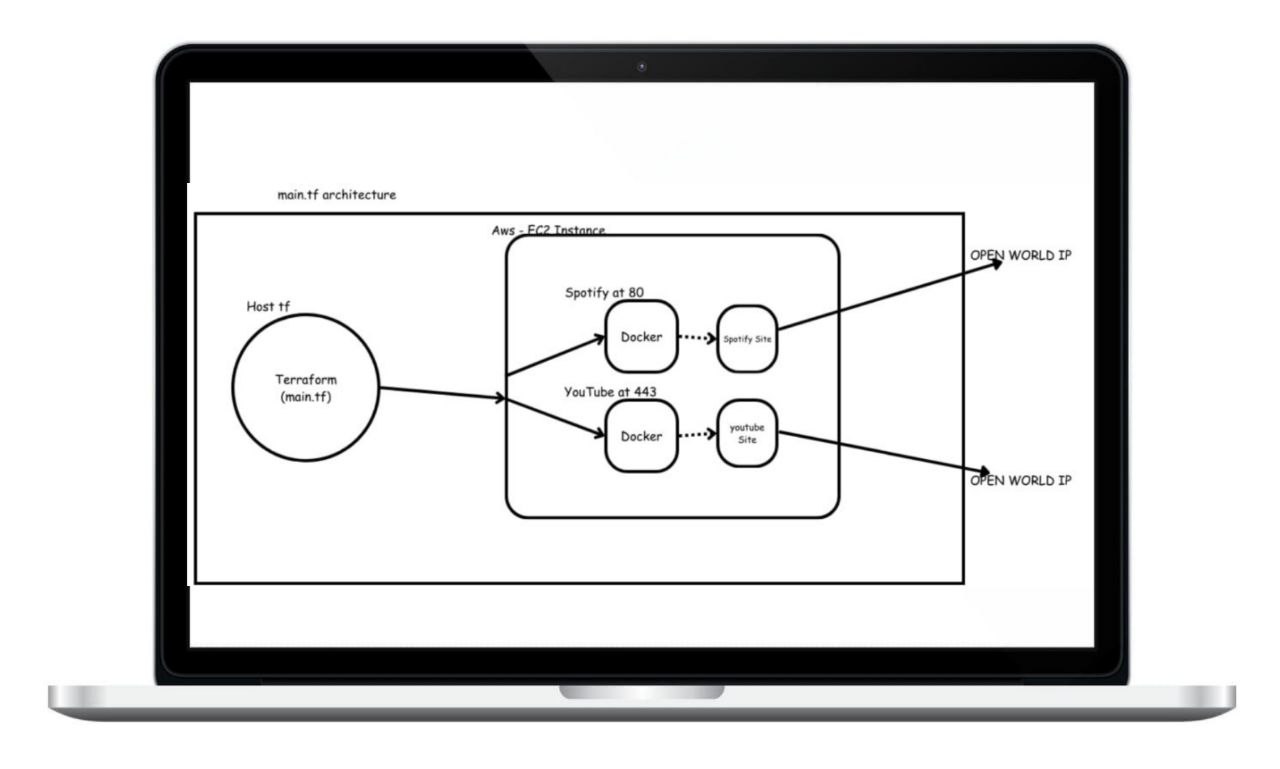 main.tf architecture
Aws - EC2 Instance
OPEN WORLD IP
Spotify at 80
Host tf
Docker
Spotify Site
Terraform
(main.tf)
YouTube at 443
Docker
youtube
Site
OPEN WORLD IP